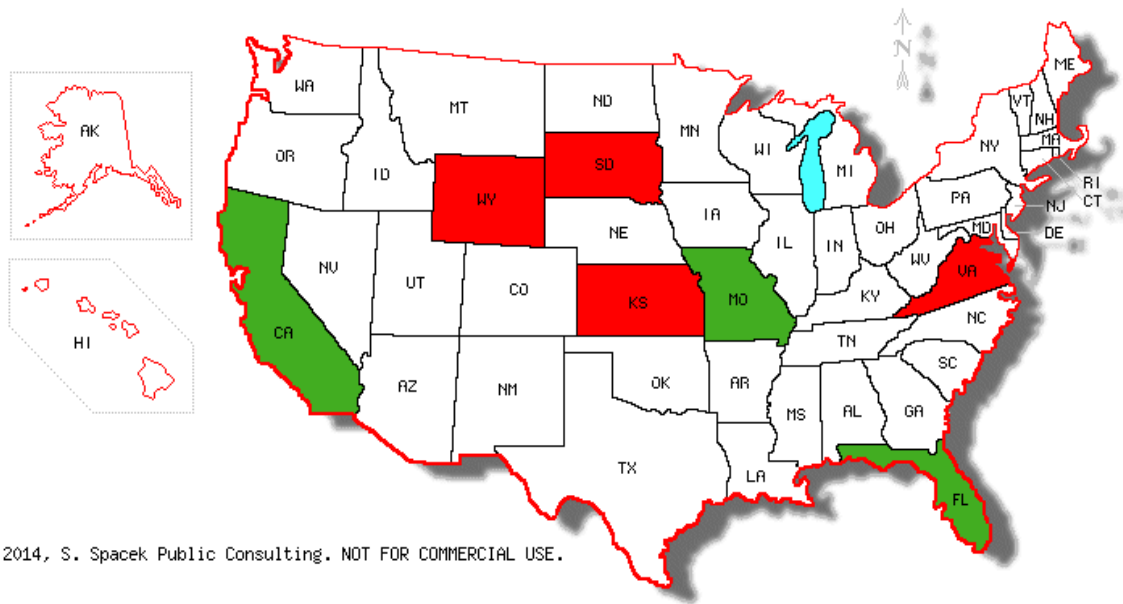 N
ME
WA
VT
ND
MT
NH
AK
MN
MA
OR
NY
WI
SD
ID
MI
RI
WY
CT
PA
NJ
IA
MD
NE
OH
DE
IL
IN
WV
NV
VA
UT
CO
KS
MO
KY
CA
NC
HI
TN
SC
OK
AZ
AR
NM
MS
AL
GA
TX
LA
FL
2014, S. Spacek Public Consulting. NOT FOR COMMERCIAL USE.